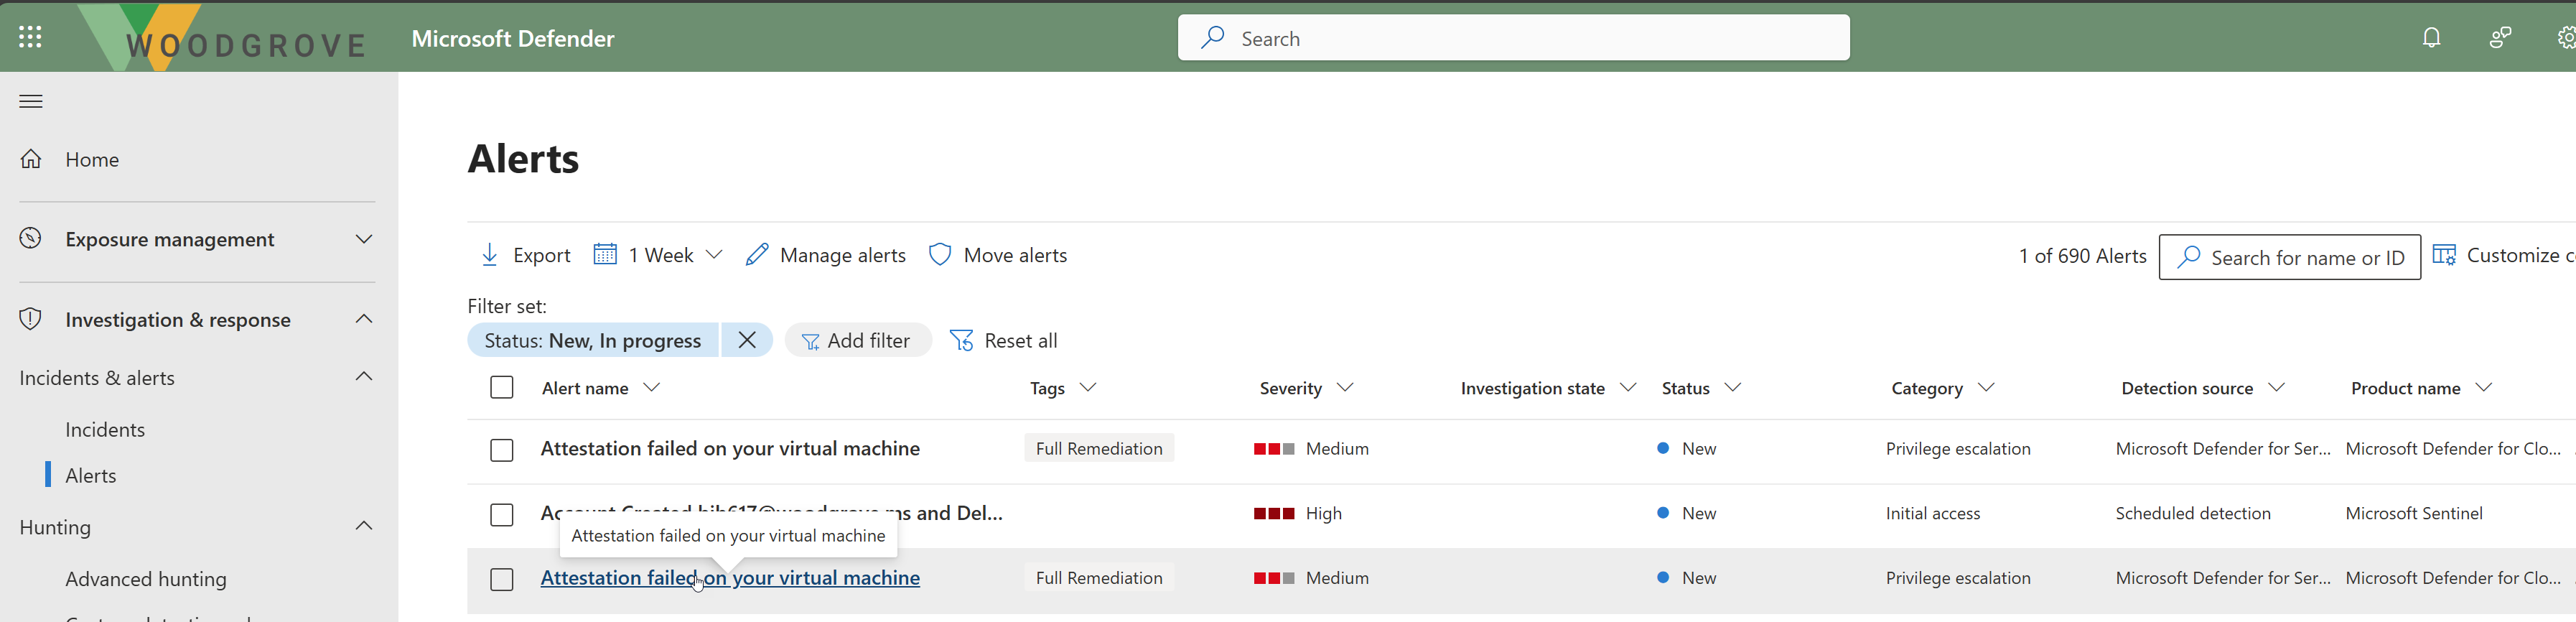 WOODGROVE
Microsoft Defender
Search
Home
Exposure management
Investigation & response
Incidents & alerts
Incidents
Alerts
Hunting
Advanced hunting
Alerts
Export
1 Week
Manage alerts
Move alerts
1 of 690 Alerts
Search for name or ID
Customize c
Filter set:
Status: New, In progress
Add filter
Reset all
Alert name Tags Severity Investigation state Status Category Detection source Product name
Attestation failed on your virtual machine Full Remediation Medium New Privilege escalation Microsoft Defender for Ser... Microsoft Defender for Clo...
and Del... High New Initial access Scheduled detection Microsoft Sentinel
Attestation failed on your virtual machine
Attestation failed on your virtual machine Full Remediation Medium New Privilege escalation Microsoft Defender for Ser... Microsoft Defender for Clo...